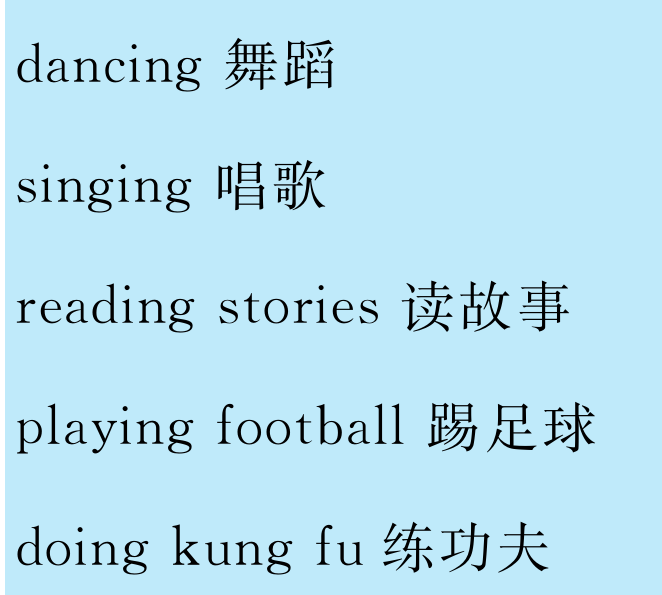 dancing 舞蹈
singing 唱歌
reading stories 读故事
playing football 踢足球
doing kung fu 练功夫